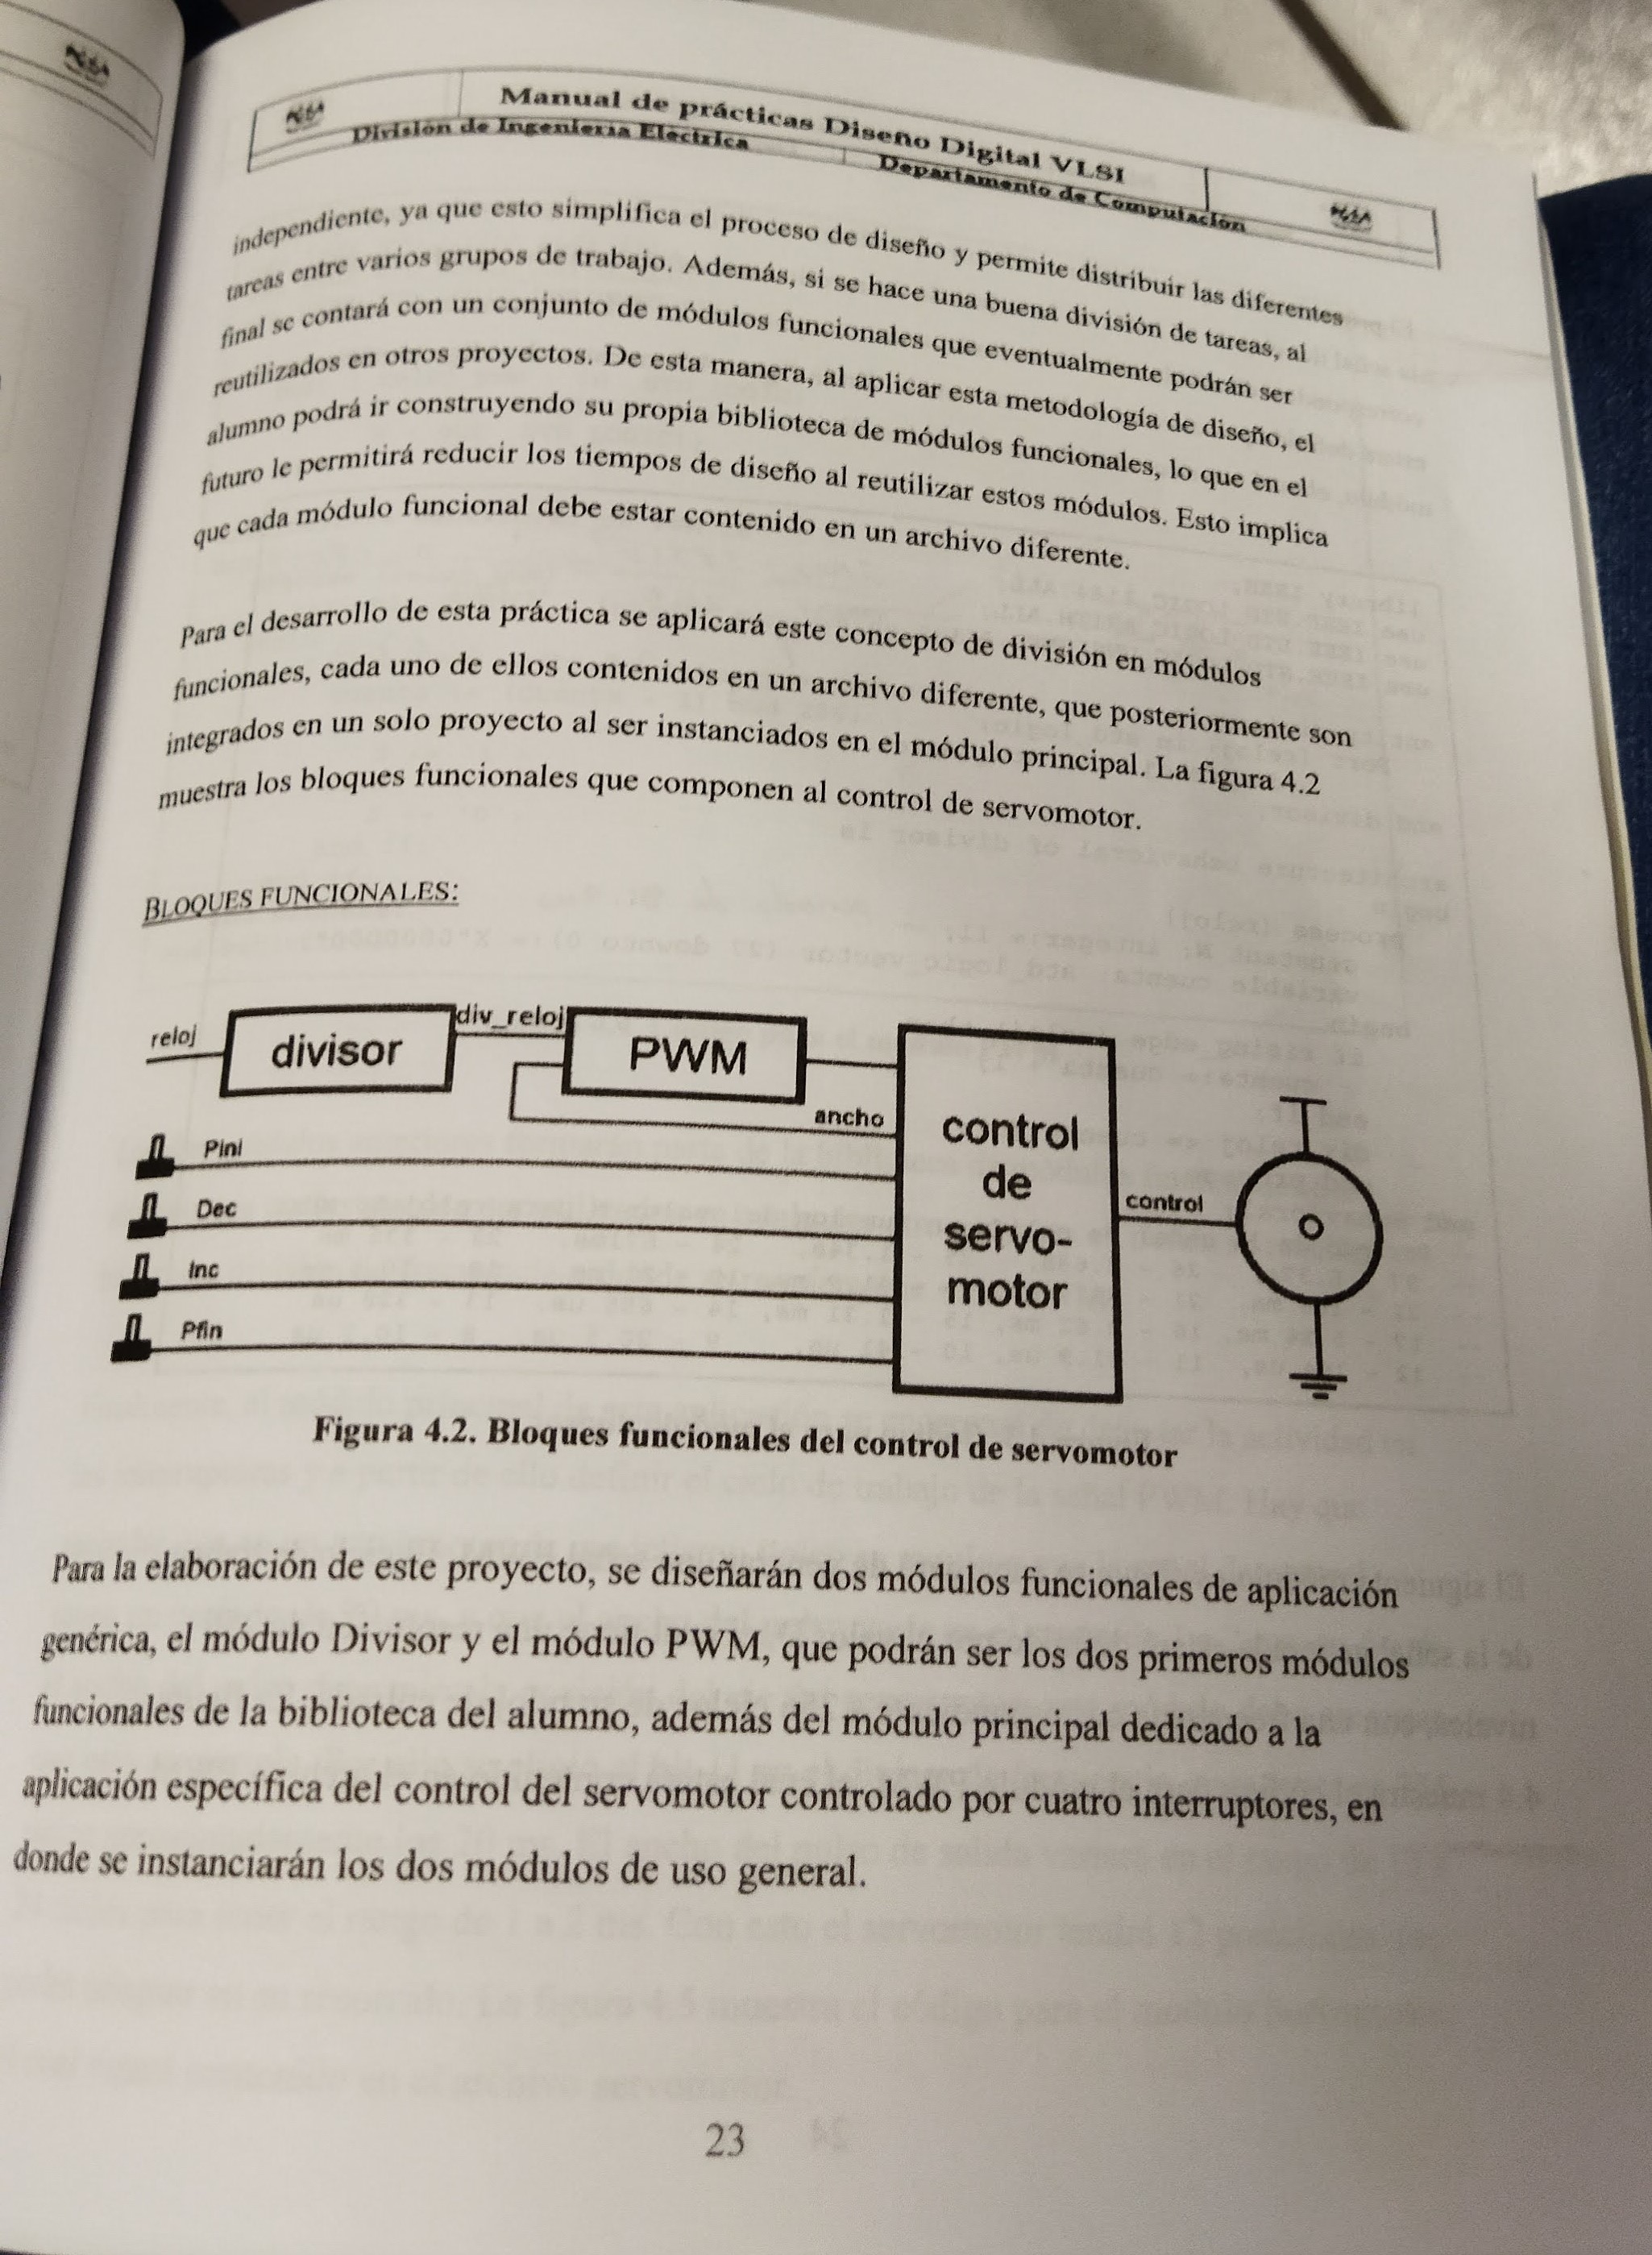 Manual de prácticas Diseño Digital VLSI
División de Ingeniería Eléctrica
Departamento de Computación
independiente, ya que esto simplifica el proceso de diseño y permite distribuir las diferentes
tareas entre varios grupos de trabajo. Además, si se hace una buena división de tareas, al
final se contará con un conjunto de módulos funcionales que eventualmente podrán ser
reutilizados en otros proyectos. De esta manera, al aplicar esta metodología de diseño, el
alumno podrá ir construyendo su propia biblioteca de módulos funcionales, lo que en el
futuro le permitirá reducir los tiempos de diseño al reutilizar estos módulos. Esto implica
que cada módulo funcional debe estar contenido en un archivo diferente.
Para el desarrollo de esta práctica se aplicará este concepto de división en módulos
funcionales, cada uno de ellos contenidos en un archivo diferente, que posteriormente son
integrados en un solo proyecto al ser instanciados en el módulo principal. La figura 4.2
muestra los bloques funcionales que componen al control de servomotor.
BLOQUES FUNCIONALES:
reloj
divisor
div_reloj
PWM
ancho
PinI
Dec
Inc
Pfin
control
de
servo-
motor
control
Figura 4.2. Bloques funcionales del control de servomotor
Para la elaboración de este proyecto, se diseñarán dos módulos funcionales de aplicación
genérica, el módulo Divisor y el módulo PWM, que podrán ser los dos primeros módulos
funcionales de la biblioteca del alumno, además del módulo principal dedicado a la
aplicación específica del control del servomotor controlado por cuatro interruptores, en
donde se instanciarán los dos módulos de uso general.
23